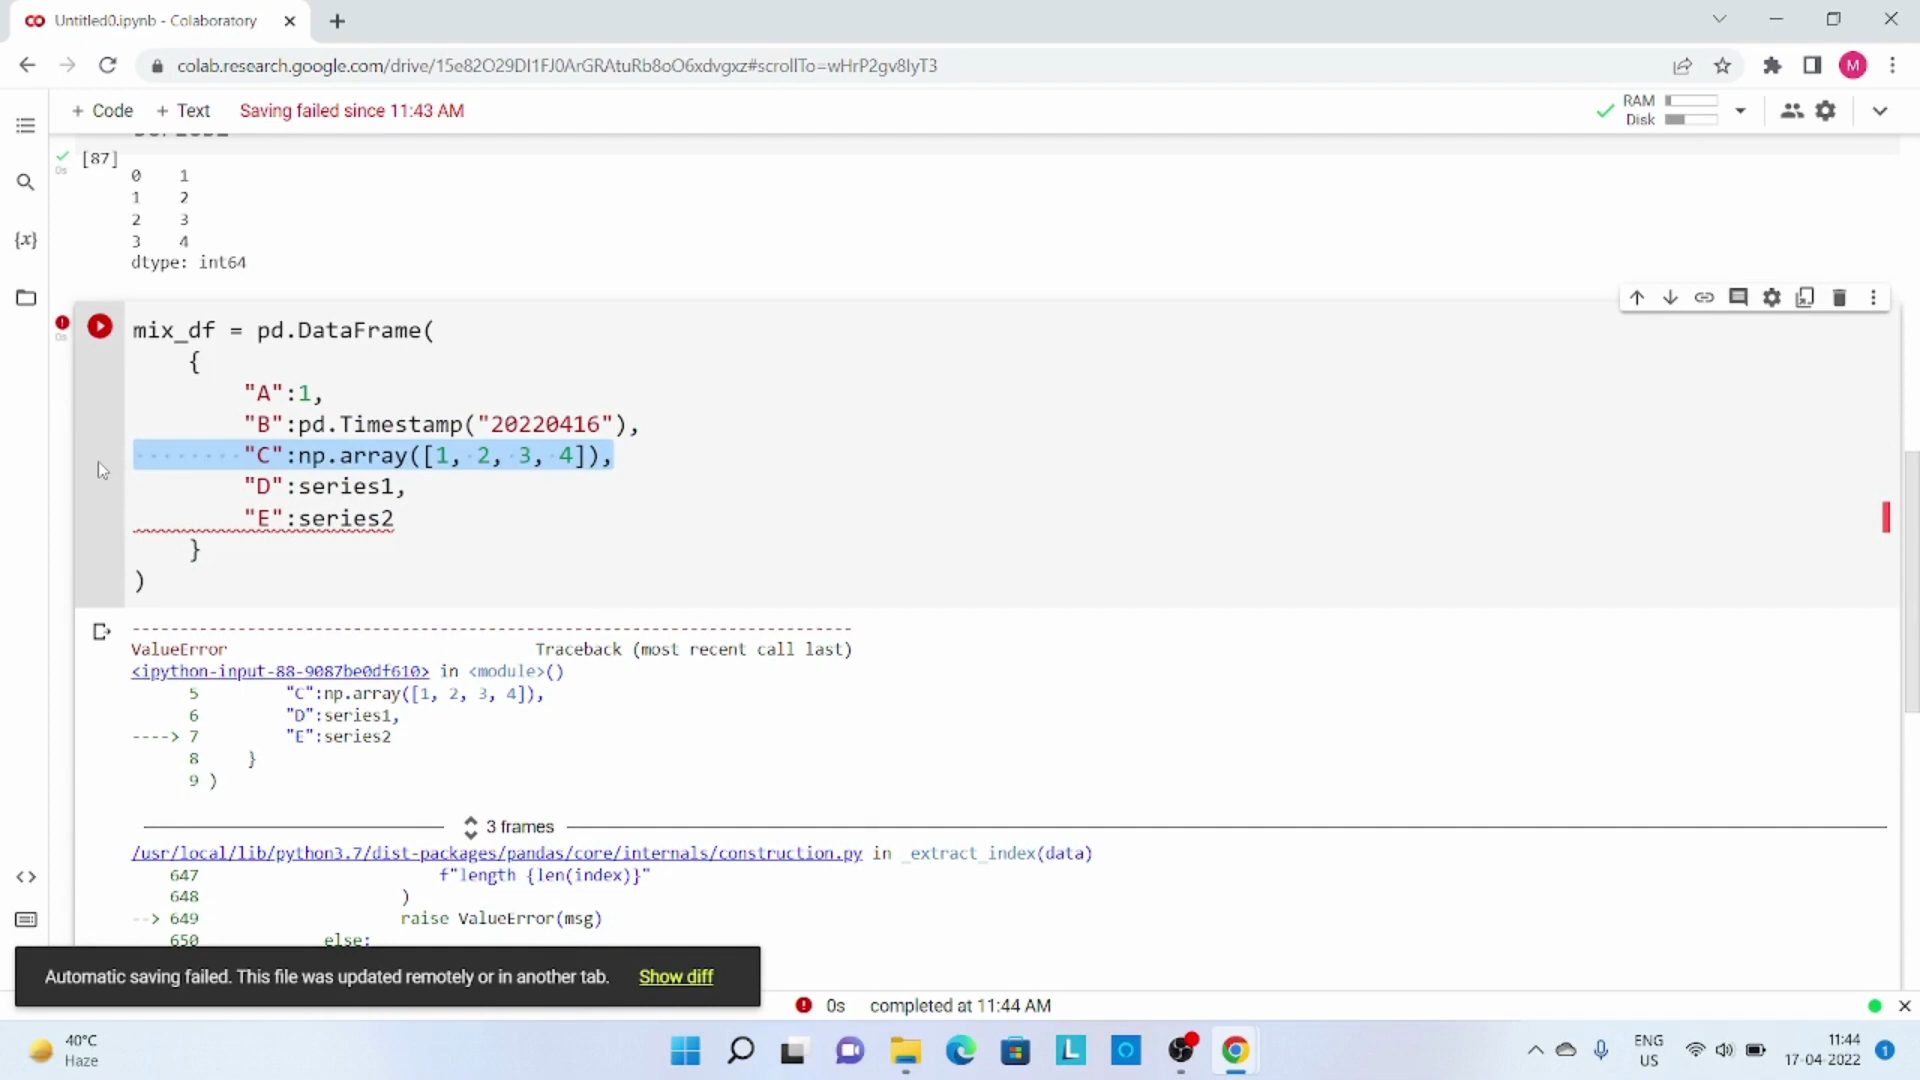 Untitled0.ipynb - Colaboratory
colab.research.google.com/drive/15e82O29DI1FJ0ArGRAtuRb8oO6xdvgxz#scrollTo=wHrP2gv8IyT3
M
+ Code + Text Saving failed since 11:43 AM
RAM
Disk
[87]
0s
0 1
1 2
2 3
3 4
dtype: int64
0s
mix_df = pd.DataFrame(
{
"A":1,
"B":pd.Timestamp("20220416"),
"C":np.array([1, 2, 3, 4]),
"D":series1,
"E":series2
}
)
---------------------------------------------------------------------------
ValueError Traceback (most recent call last)
<ipython-input-88-9087be0df610> in <module>()
5 "C":np.array([1, 2, 3, 4]),
6 "D":series1,
----> 7 "E":series2
8 }
9 )
3 frames
/usr/local/lib/python3.7/dist-packages/pandas/core/internals/construction.py in _extract_index(data)
647 f"length {len(index)}"
648 )
--> 649 raise ValueError(msg)
650 else:
Automatic saving failed. This file was updated remotely or in another tab. Show diff
0s completed at 11:44 AM
40°C
Haze
ENG
US
11:44
17-04-2022
1